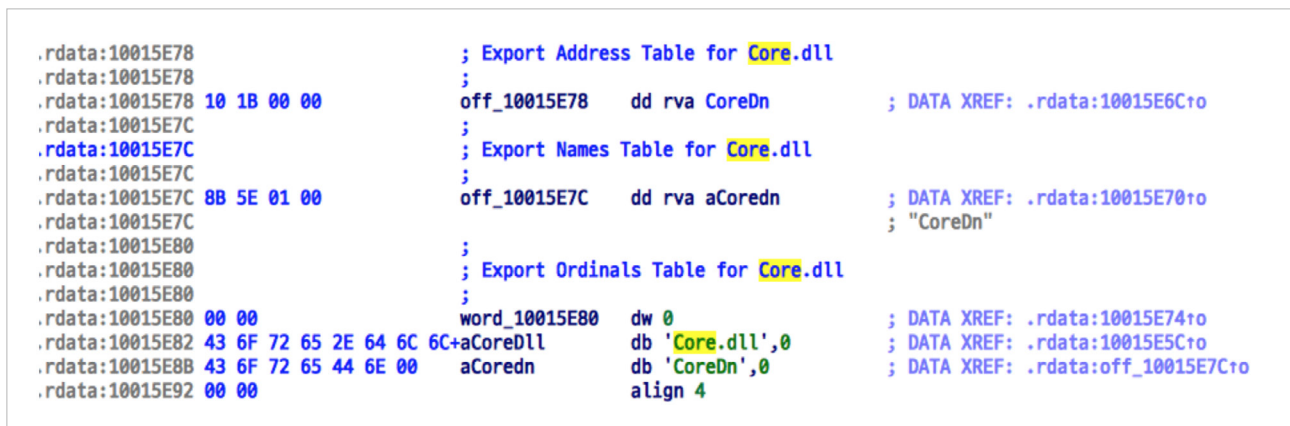 .rdata:10015E78 ; Export Address Table for Core.dll
.rdata:10015E78 ;
.rdata:10015E78 10 1B 00 00 off_10015E78 dd rva CoreDn ; DATA XREF: .rdata:10015E6C↑o
.rdata:10015E7C ;
.rdata:10015E7C ; Export Names Table for Core.dll
.rdata:10015E7C ;
.rdata:10015E7C 8B 5E 01 00 off_10015E7C dd rva aCoredn ; DATA XREF: .rdata:10015E70↑o
.rdata:10015E7C ; "CoreDn"
.rdata:10015E80 ;
.rdata:10015E80 ; Export Ordinals Table for Core.dll
.rdata:10015E80 ;
.rdata:10015E80 00 00 word_10015E80 dw 0 ; DATA XREF: .rdata:10015E74↑o
.rdata:10015E82 43 6F 72 65 2E 64 6C 6C+aCoreDll db 'Core.dll',0 ; DATA XREF: .rdata:10015E5C↑o
.rdata:10015E8B 43 6F 72 65 44 6E 00 aCoredn db 'CoreDn',0 ; DATA XREF: .rdata:off_10015E7C↑o
.rdata:10015E92 00 00 align 4